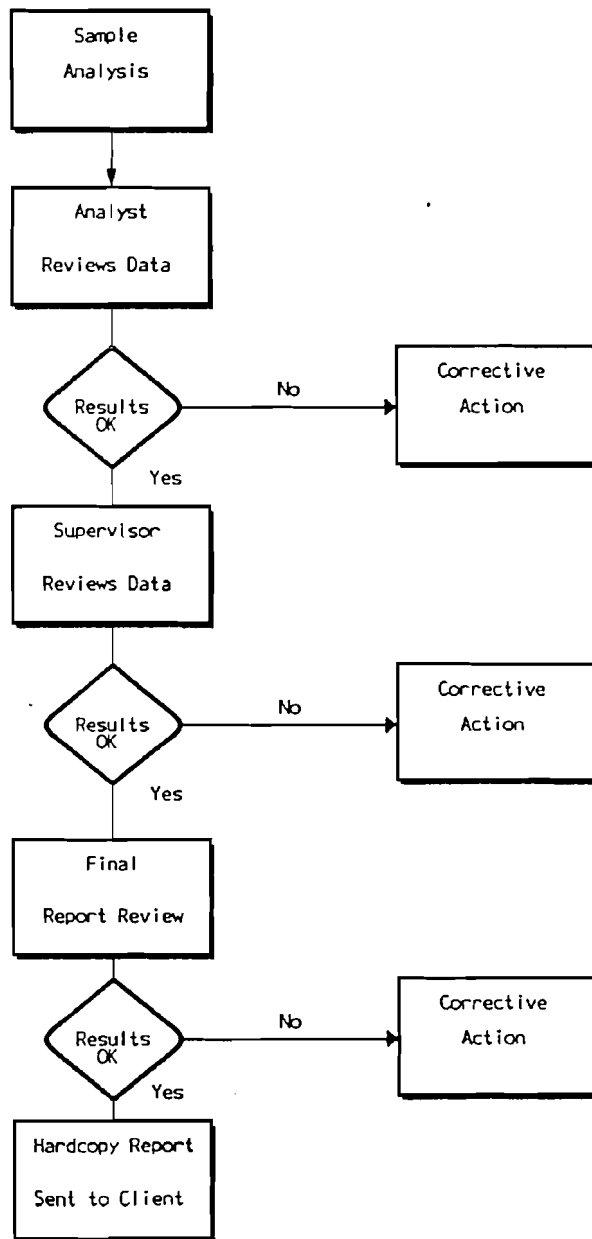 Sample
Analysis
Analyst
Reviews Data
Results
OK
No
Corrective
Action
Yes
Supervisor
Reviews Data
Results
OK
No
Corrective
Action
Yes
Final
Report Review
Results
OK
No
Corrective
Action
Yes
Hardcopy Report
Sent to Client